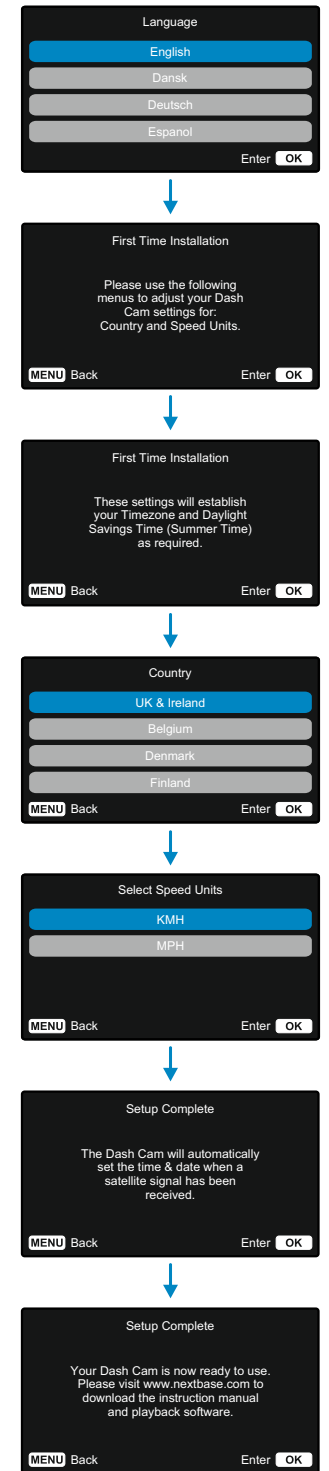 Language
English
Dansk
Deutsch
Espanol
Enter OK
First Time Installation
Please use the following
menus to adjust your Dash
Cam settings for:
Country and Speed Units.
MENU Back Enter OK
First Time Installation
These settings will establish
your Timezone and Daylight
Savings Time (Summer Time)
as required.
MENU Back Enter OK
Country
UK & Ireland
Belgium
Denmark
Finland
MENU Back Enter OK
Select Speed Units
KMH
MPH
MENU Back Enter OK
Setup Complete
The Dash Cam will automatically
set the time & date when a
satellite signal has been
received.
MENU Back Enter OK
Setup Complete
Your Dash Cam is now ready to use.
Please visit www.nextbase.com to
download the instruction manual
and playback software.
MENU Back Enter OK